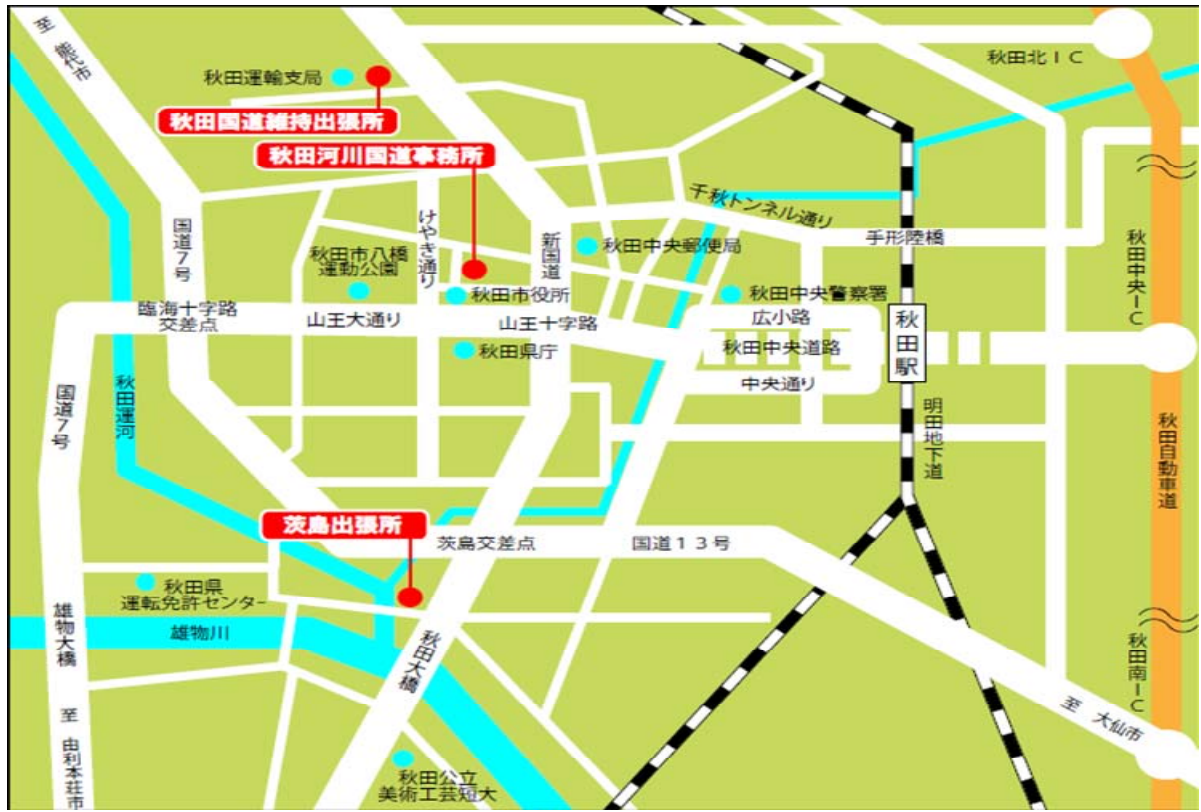 至 能代市
秋田運輸支局
秋田国道維持出張所
秋田河川国道事務所
秋田北ＩＣ
千秋トンネル通り
手形陸橋
国道７号
けやき通り
新国道
秋田中央郵便局
秋田市八橋
運動公園
秋田市役所
秋田中央警察署
秋田中央ＩＣ
臨海十字路
交差点
山王大通り
山王十字路
広小路
秋田中央道路
秋田駅
秋田県庁
中央通り
国道７号
秋田運河
明田地下道
秋田自動車道
茨島出張所
茨島交差点
国道１３号
秋田県
運転免許センター
雄物大橋
雄物川
秋田大橋
秋田南ＩＣ
至 大仙市
至 由利本荘市
秋田公立
美術工芸短大